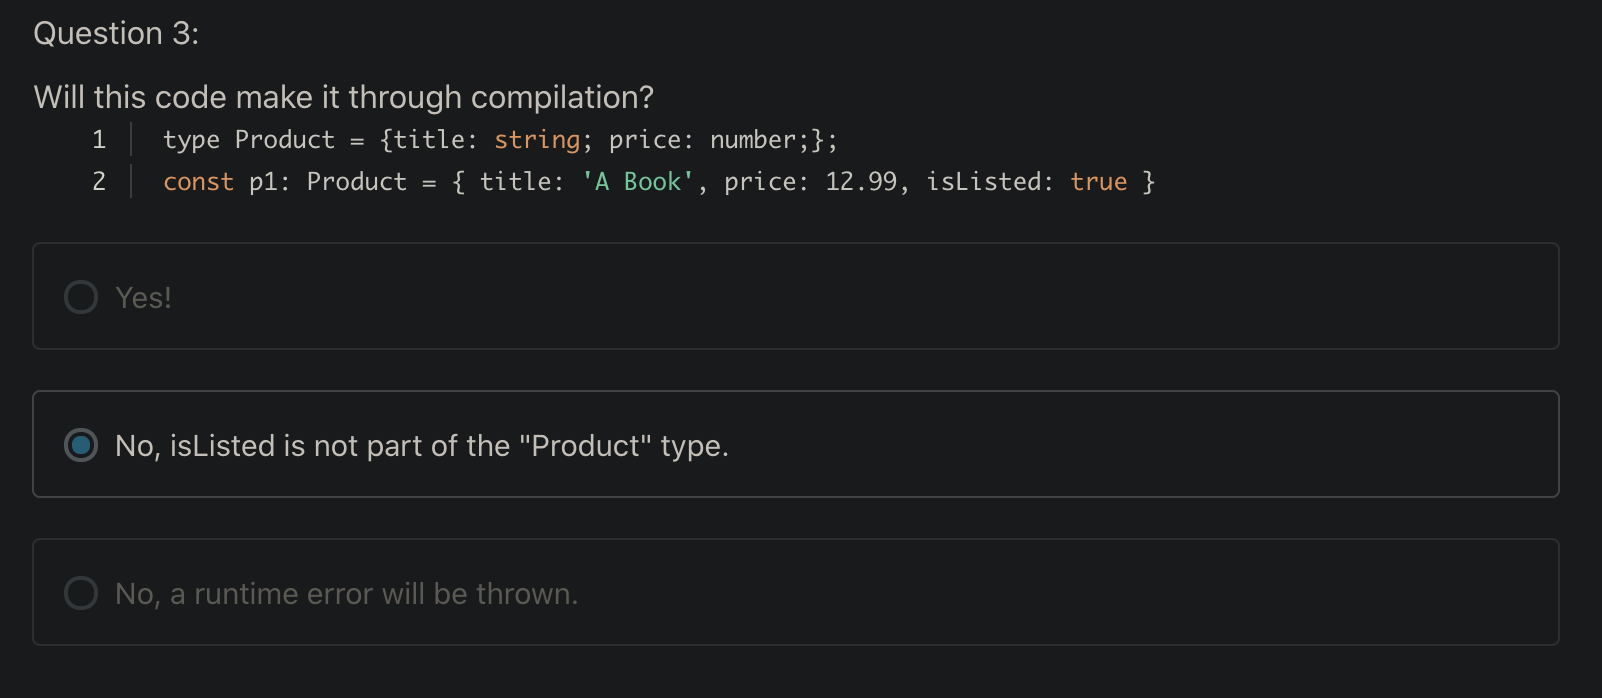 Question 3:
Will this code make it through compilation?
1 type Product = {title: string; price: number;};
2 const p1: Product = { title: 'A Book', price: 12.99, isListed: true }
Yes!
No, isListed is not part of the "Product" type.
No, a runtime error will be thrown.